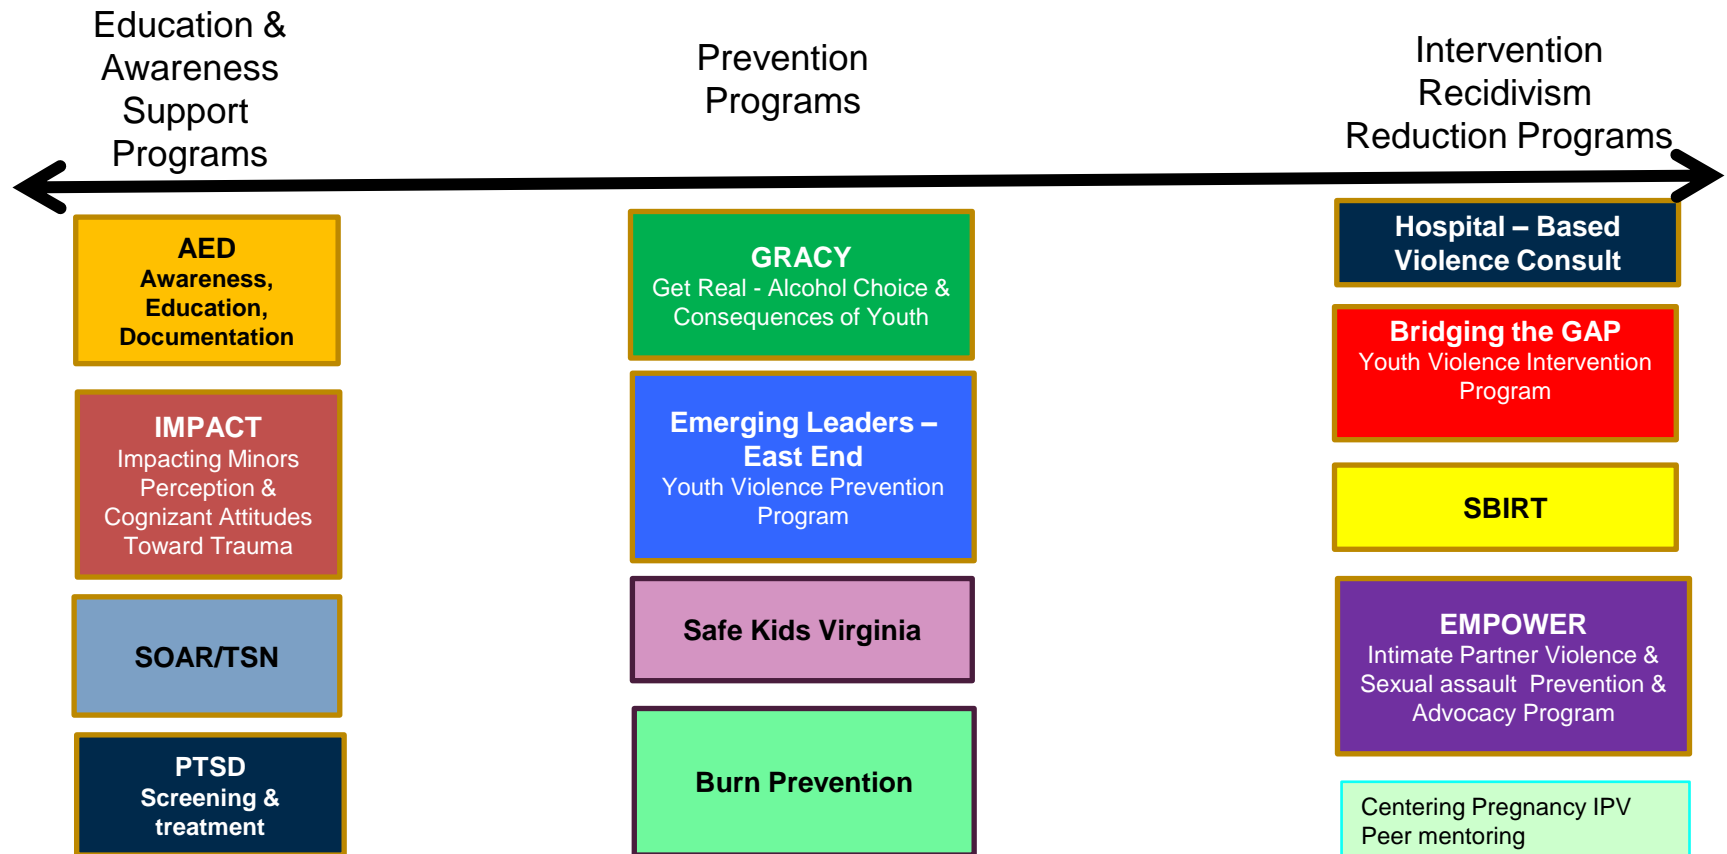 Education &
Awareness
Support
Programs
Prevention
Programs
Intervention
Recidivism
Reduction Programs
AED
Awareness,
Education,
Documentation
IMPACT
Impacting Minors
Perception &
Cognizant Attitudes
Toward Trauma
SOAR/TSN
PTSD
Screening &
treatment
GRACY
Get Real - Alcohol Choice &
Consequences of Youth
Emerging Leaders –
East End
Youth Violence Prevention
Program
Safe Kids Virginia
Burn Prevention
Hospital – Based
Violence Consult
Bridging the GAP
Youth Violence Intervention
Program
SBIRT
EMPOWER
Intimate Partner Violence &
Sexual assault  Prevention &
Advocacy Program
Centering Pregnancy IPV
Peer mentoring